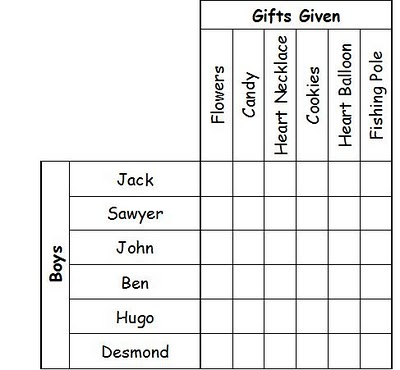 Gifts Given
Flowers
Candy
Heart Necklace
Cookies
Heart Balloon
Fishing Pole
Boys
Jack
Sawyer
John
Ben
Hugo
Desmond